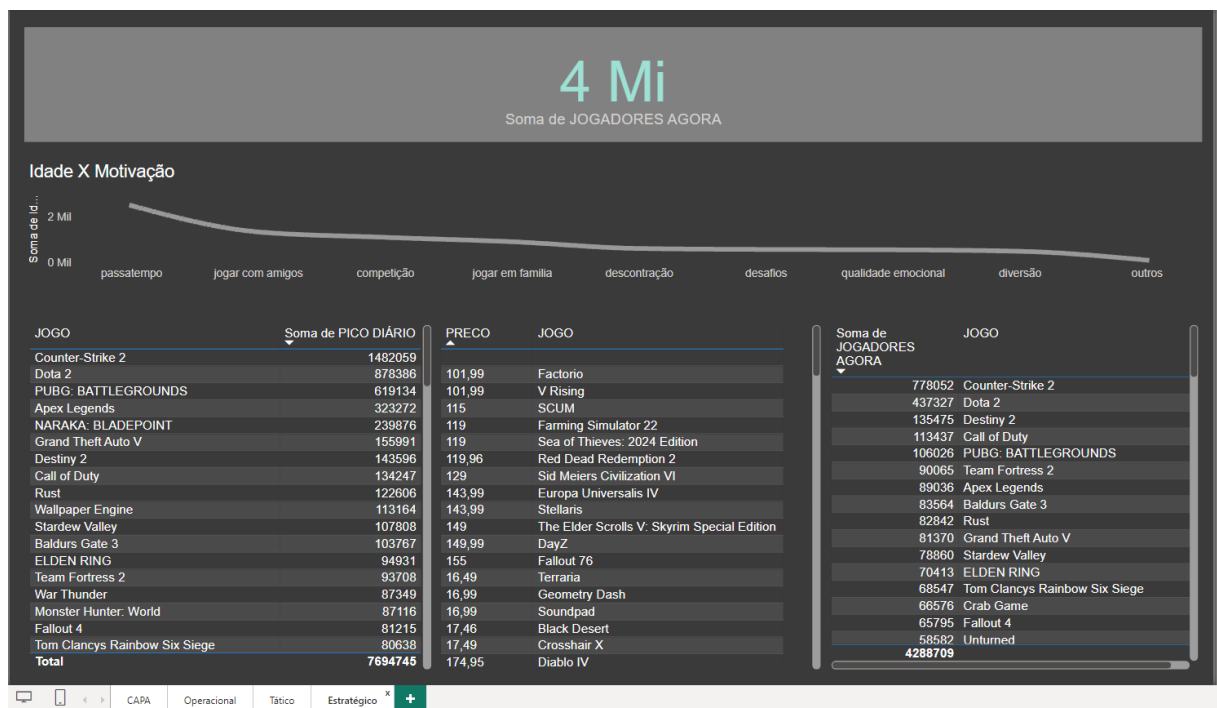 4 Mi
Soma de JOGADORES AGORA
Idade X Motivação
Soma de Id...
2 Mil
0 Mil
passatempo jogar com amigos competição jogar em familia descontração desafios qualidade emocional diversão outros
JOGO Soma de PICO DIÁRIO
Counter-Strike 2 1482059
Dota 2 878386
PUBG: BATTLEGROUNDS 619134
Apex Legends 323272
NARAKA: BLADEPOINT 239876
Grand Theft Auto V 155991
Destiny 2 143596
Call of Duty 134247
Rust 122606
Wallpaper Engine 113164
Stardew Valley 107808
Baldurs Gate 3 103767
ELDEN RING 94931
Team Fortress 2 93708
War Thunder 87349
Monster Hunter: World 87116
Fallout 4 81215
Tom Clancys Rainbow Six Siege 80638
Total 7694745
PRECO JOGO
101,99 Factorio
101,99 V Rising
115 SCUM
119 Farming Simulator 22
119 Sea of Thieves: 2024 Edition
119,96 Red Dead Redemption 2
129 Sid Meiers Civilization VI
143,99 Europa Universalis IV
143,99 Stellaris
149 The Elder Scrolls V: Skyrim Special Edition
149,99 DayZ
155 Fallout 76
16,49 Terraria
16,99 Geometry Dash
16,99 Soundpad
17,46 Black Desert
17,49 Crosshair X
174,95 Diablo IV
Soma de JOGO
JOGADORES
AGORA
778052 Counter-Strike 2
437327 Dota 2
135475 Destiny 2
113437 Call of Duty
106026 PUBG: BATTLEGROUNDS
90065 Team Fortress 2
89036 Apex Legends
83564 Baldurs Gate 3
82842 Rust
81370 Grand Theft Auto V
78860 Stardew Valley
70413 ELDEN RING
68547 Tom Clancys Rainbow Six Siege
66576 Crab Game
65795 Fallout 4
58582 Unturned
4288709
CAPA Operacional Tático Estratégico x +